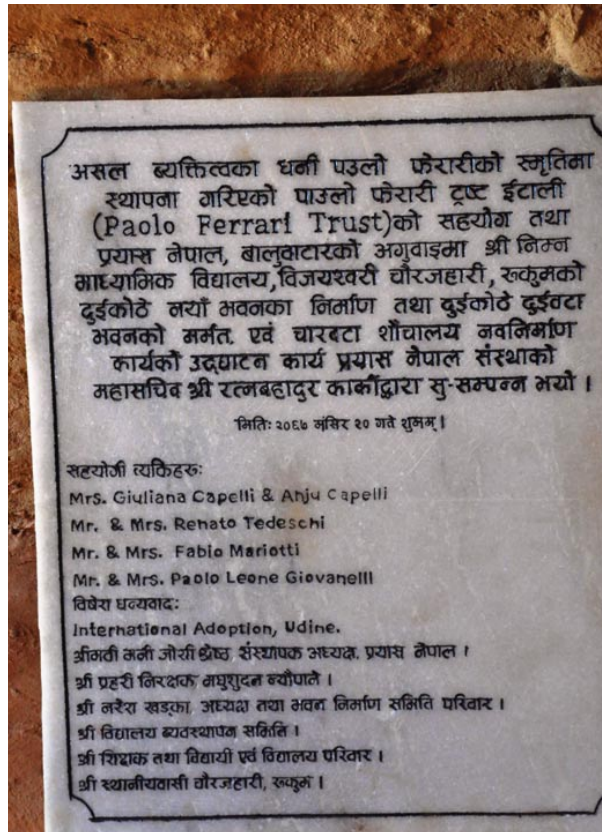 असल ब्यक्तित्वका धनी पउलो फेरारीको स्मृतिमा
स्थापना गरिएको पाउलो फेरारी ट्रष्ट ईटाली
(Paolo Ferrari Trust)को सहयोग तथा
प्रयास नेपाल, बालुवाटारको अगुवाइमा श्री निम्न
माध्यामिक विद्यालय,विजयश्वरी चौरजहारी, रूकुमको
दुईकोठे नयाँ भवनका निर्माण तथा दुईकोठे दुईवटा
भवनको मर्मत, एवं चारबटा शौचालय नवनिर्माण
कार्यको उद्घाटन कार्य प्रयास नेपाल संस्थाको
महासचिव श्री रत्नबहादुर कार्कीद्वारा सु-सम्पन्न भयो ।
मितिः २०६७ मंसिर २० गते शुभम् ।
सहयोगी व्यक्तिहरुः
Mrs. Giuliana Capelli & Anju Capelli
Mr. & Mrs. Renato Tedeschi
Mr. & Mrs. Fabio Mariotti
Mr. & Mrs. Paolo Leone Giovanelli
विषेश धन्यवादः
International Adoption, Udine.
श्रीमती मनी जोशी श्रेष्ठ संस्थापक अध्यक्ष, प्रयास नेपाल ।
श्री प्रहरी निरक्षक मधुशुदन न्यौपाने ।
श्री नरेश खड्का, अध्यक्ष तथा भवन निर्माण समिति परिवार ।
श्री विद्यालय ब्यवस्थापन समिति ।
श्री शिक्षक तथा विद्यार्थी एवं विद्यालय परिवार ।
श्री स्थानीयवासी चौरजहारी, रूकुम ।